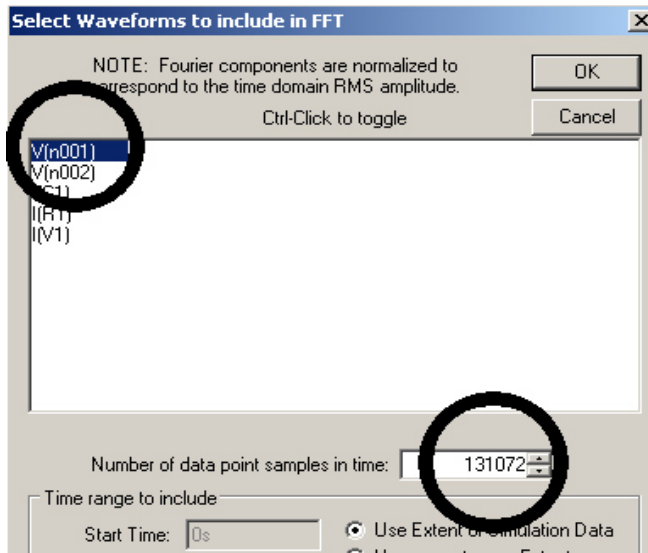 Select Waveforms to include in FFT
NOTE: Fourier components are normalized to
correspond to the time domain RMS amplitude.
OK
Ctrl-Click to toggle
Cancel
V(n001)
V(n002)
I(R1)
I(V1)
Number of data point samples in time: 131072
Time range to include
Start Time: 0s
Use Extent of Simulation Data